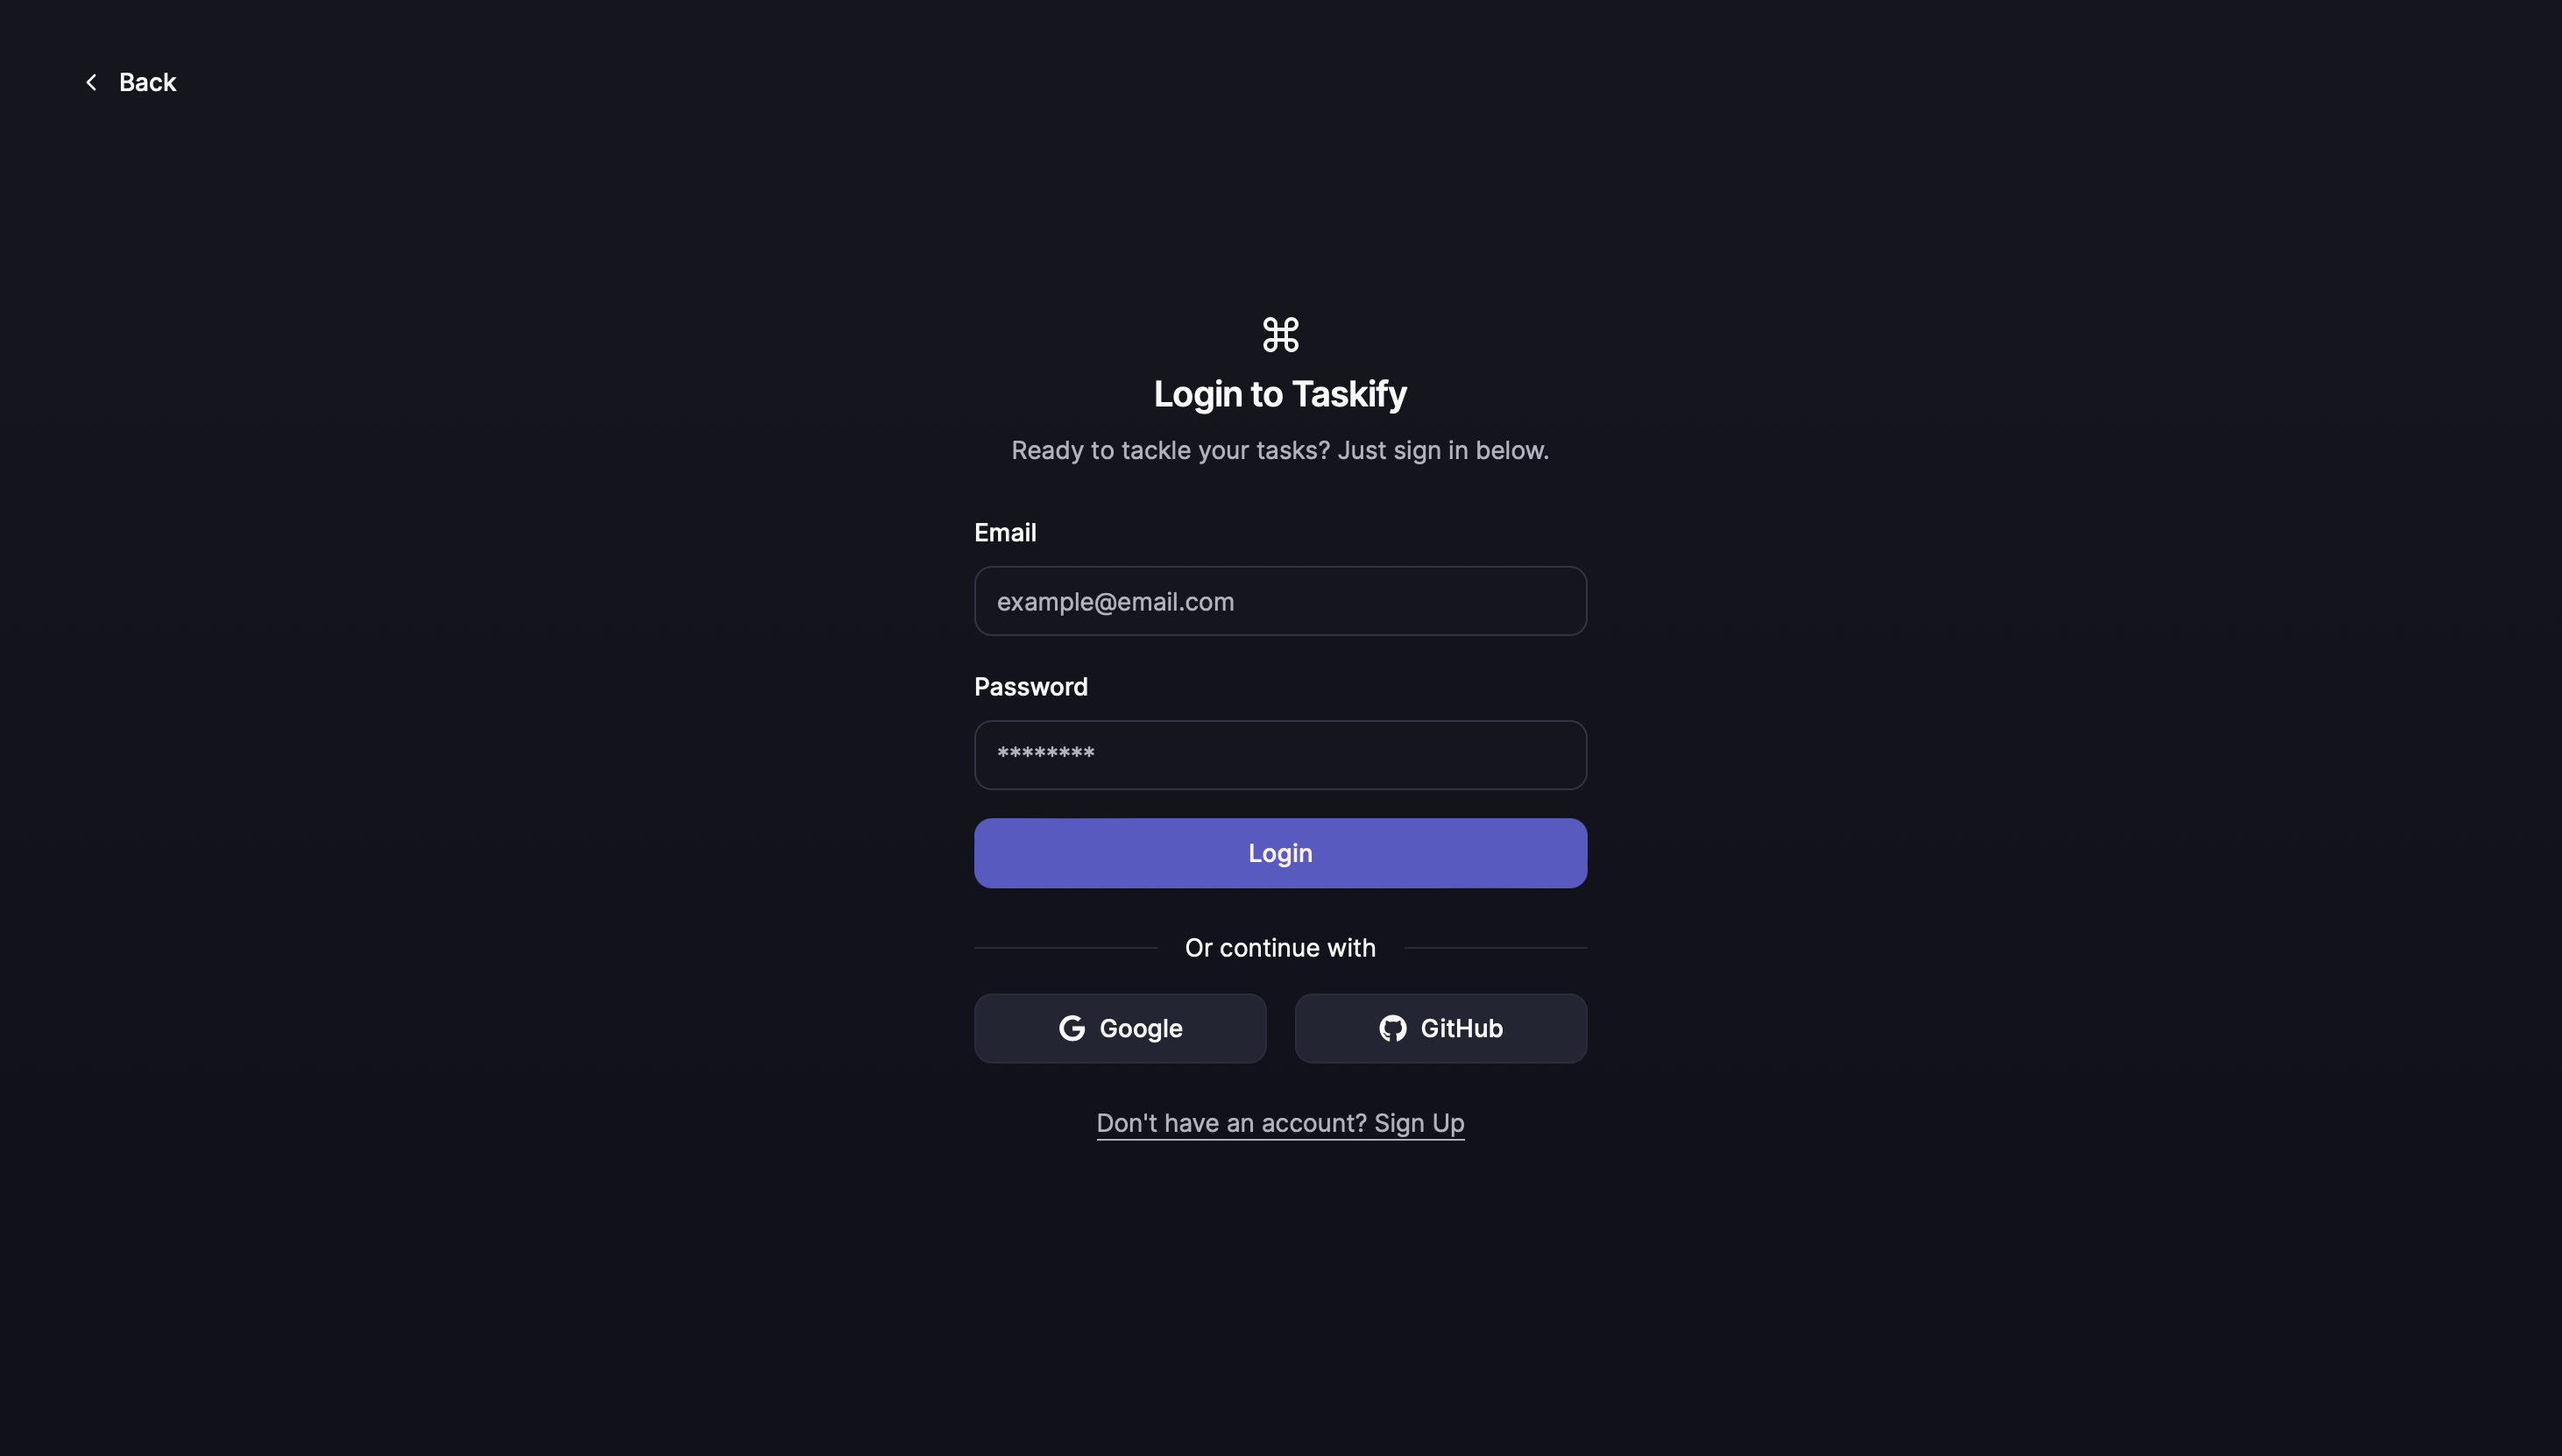 Back
Login to Taskify
Ready to tackle your tasks? Just sign in below.
Email
example@email.com
Password
********
Login
Or continue with
Google
GitHub
Don't have an account? Sign Up